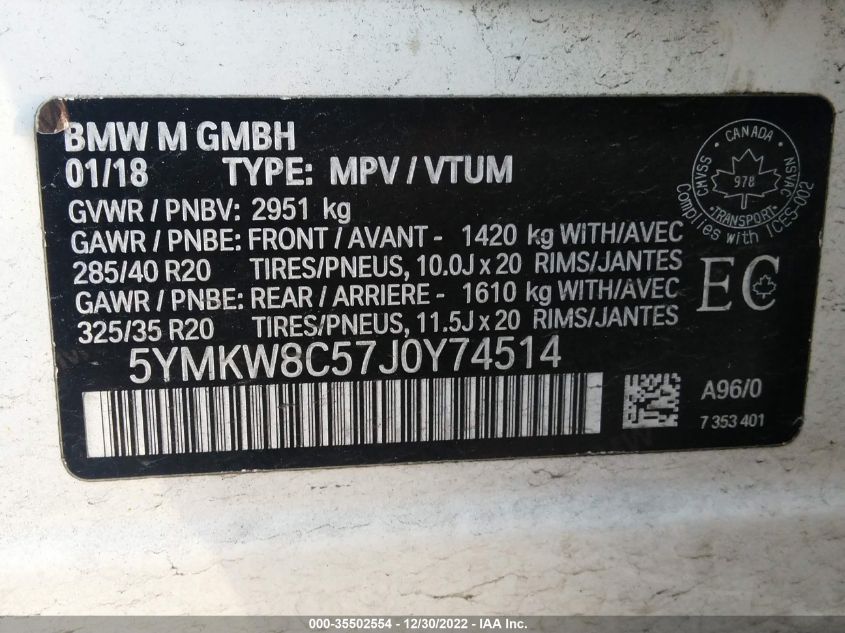 BMW M GMBH
01/18 TYPE: MPV / VTUM
GVWR / PNBV: 2951 kg
GAWR / PNBE: FRONT / AVANT - 1420 kg WITH/AVEC
285/40 R20 TIRES/PNEUS, 10.0J x 20 RIMS/JANTES
GAWR / PNBE: REAR / ARRIERE - 1610 kg WITH/AVEC
325/35 R20 TIRES/PNEUS, 11.5J x 20 RIMS/JANTES
5YMKW8C57J0Y74514
CANADA
CMVSS
NSVAC
978
TRANSPORT
Complies with ICES-002
EC
A96/0
7 353 401
000-35502554 - 12/30/2022 - IAA Inc.